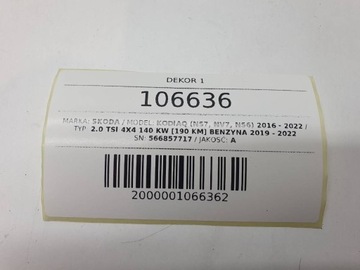 DEKOR 1
106636
MARKA: SKODA / MODEL: KODIAQ (NS7, NV7, NS6) 2016 - 2022 /
TYP: 2.0 TSI 4X4 140 KW [190 KM] BENZYNA 2019 - 2022
SN: 566857717 / JAKOŚĆ: A
2000001066362